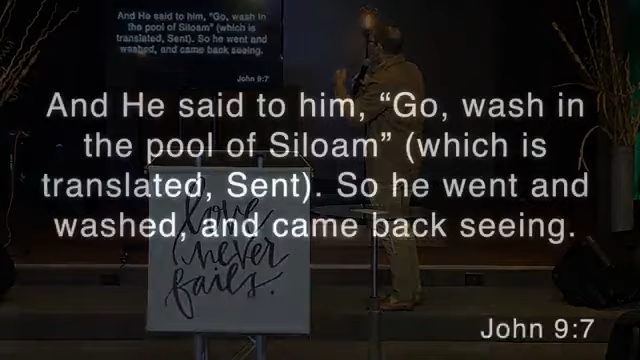 And He said to him, “Go, wash in
the pool of Siloam” (which is
translated, Sent). So he went and
washed, and came back seeing.
John 9:7
And He said to him, “Go, wash in
the pool of Siloam” (which is
translated, Sent). So he went and
washed, and came back seeing.
John 9:7
love
never
fails.